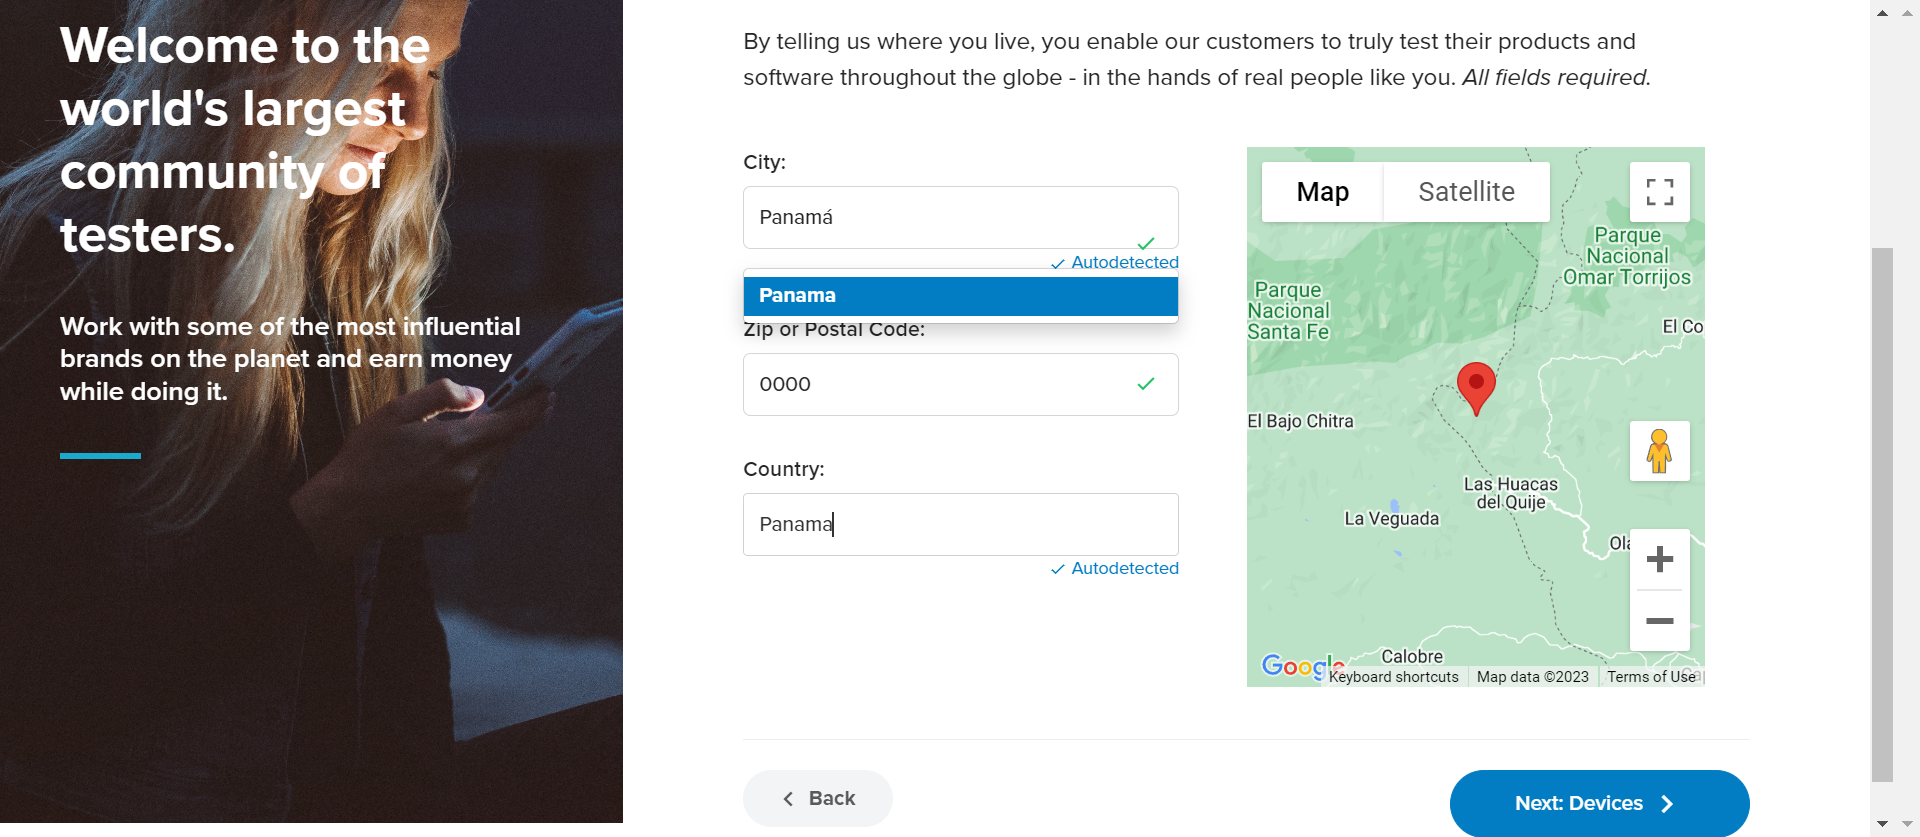 Welcome to the
world's largest
community of
testers.
Work with some of the most influential
brands on the planet and earn money
while doing it.
By telling us where you live, you enable our customers to truly test their products and
software throughout the globe - in the hands of real people like you. All fields required.
City:
Panamá
Autodetected
Panama
Zip or Postal Code:
0000
Country:
Panama
Autodetected
Map
Satellite
Parque
Nacional
Omar Torrijos
Parque
Nacional
Santa Fe
El Co
El Bajo Chitra
Las Huacas
del Quije
La Veguada
Ola
Calobre
Google
Keyboard shortcuts
Map data ©2023
Terms of Use
Back
Next: Devices